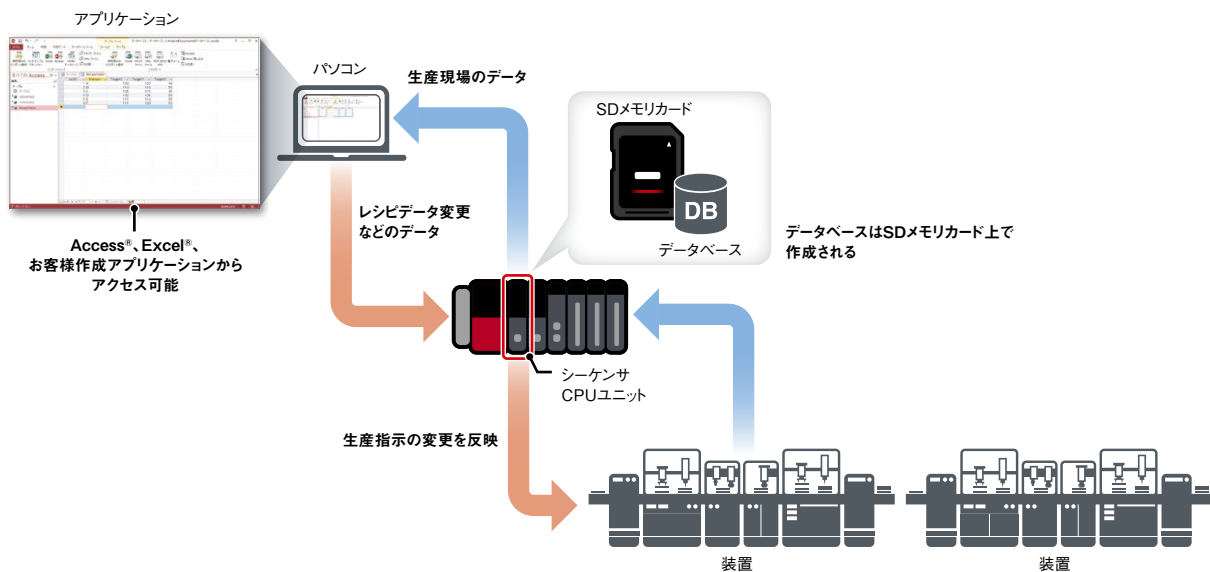 アプリケーション
Access
パソコン
生産現場のデータ
SDメモリカード
DB
データベース
データベースはSDメモリカード上で
作成される
レシピデータ変更
などのデータ
Access®、Excel®、
お客様作成アプリケーションから
アクセス可能
シーケンサ
CPUユニット
生産指示の変更を反映
装置
装置